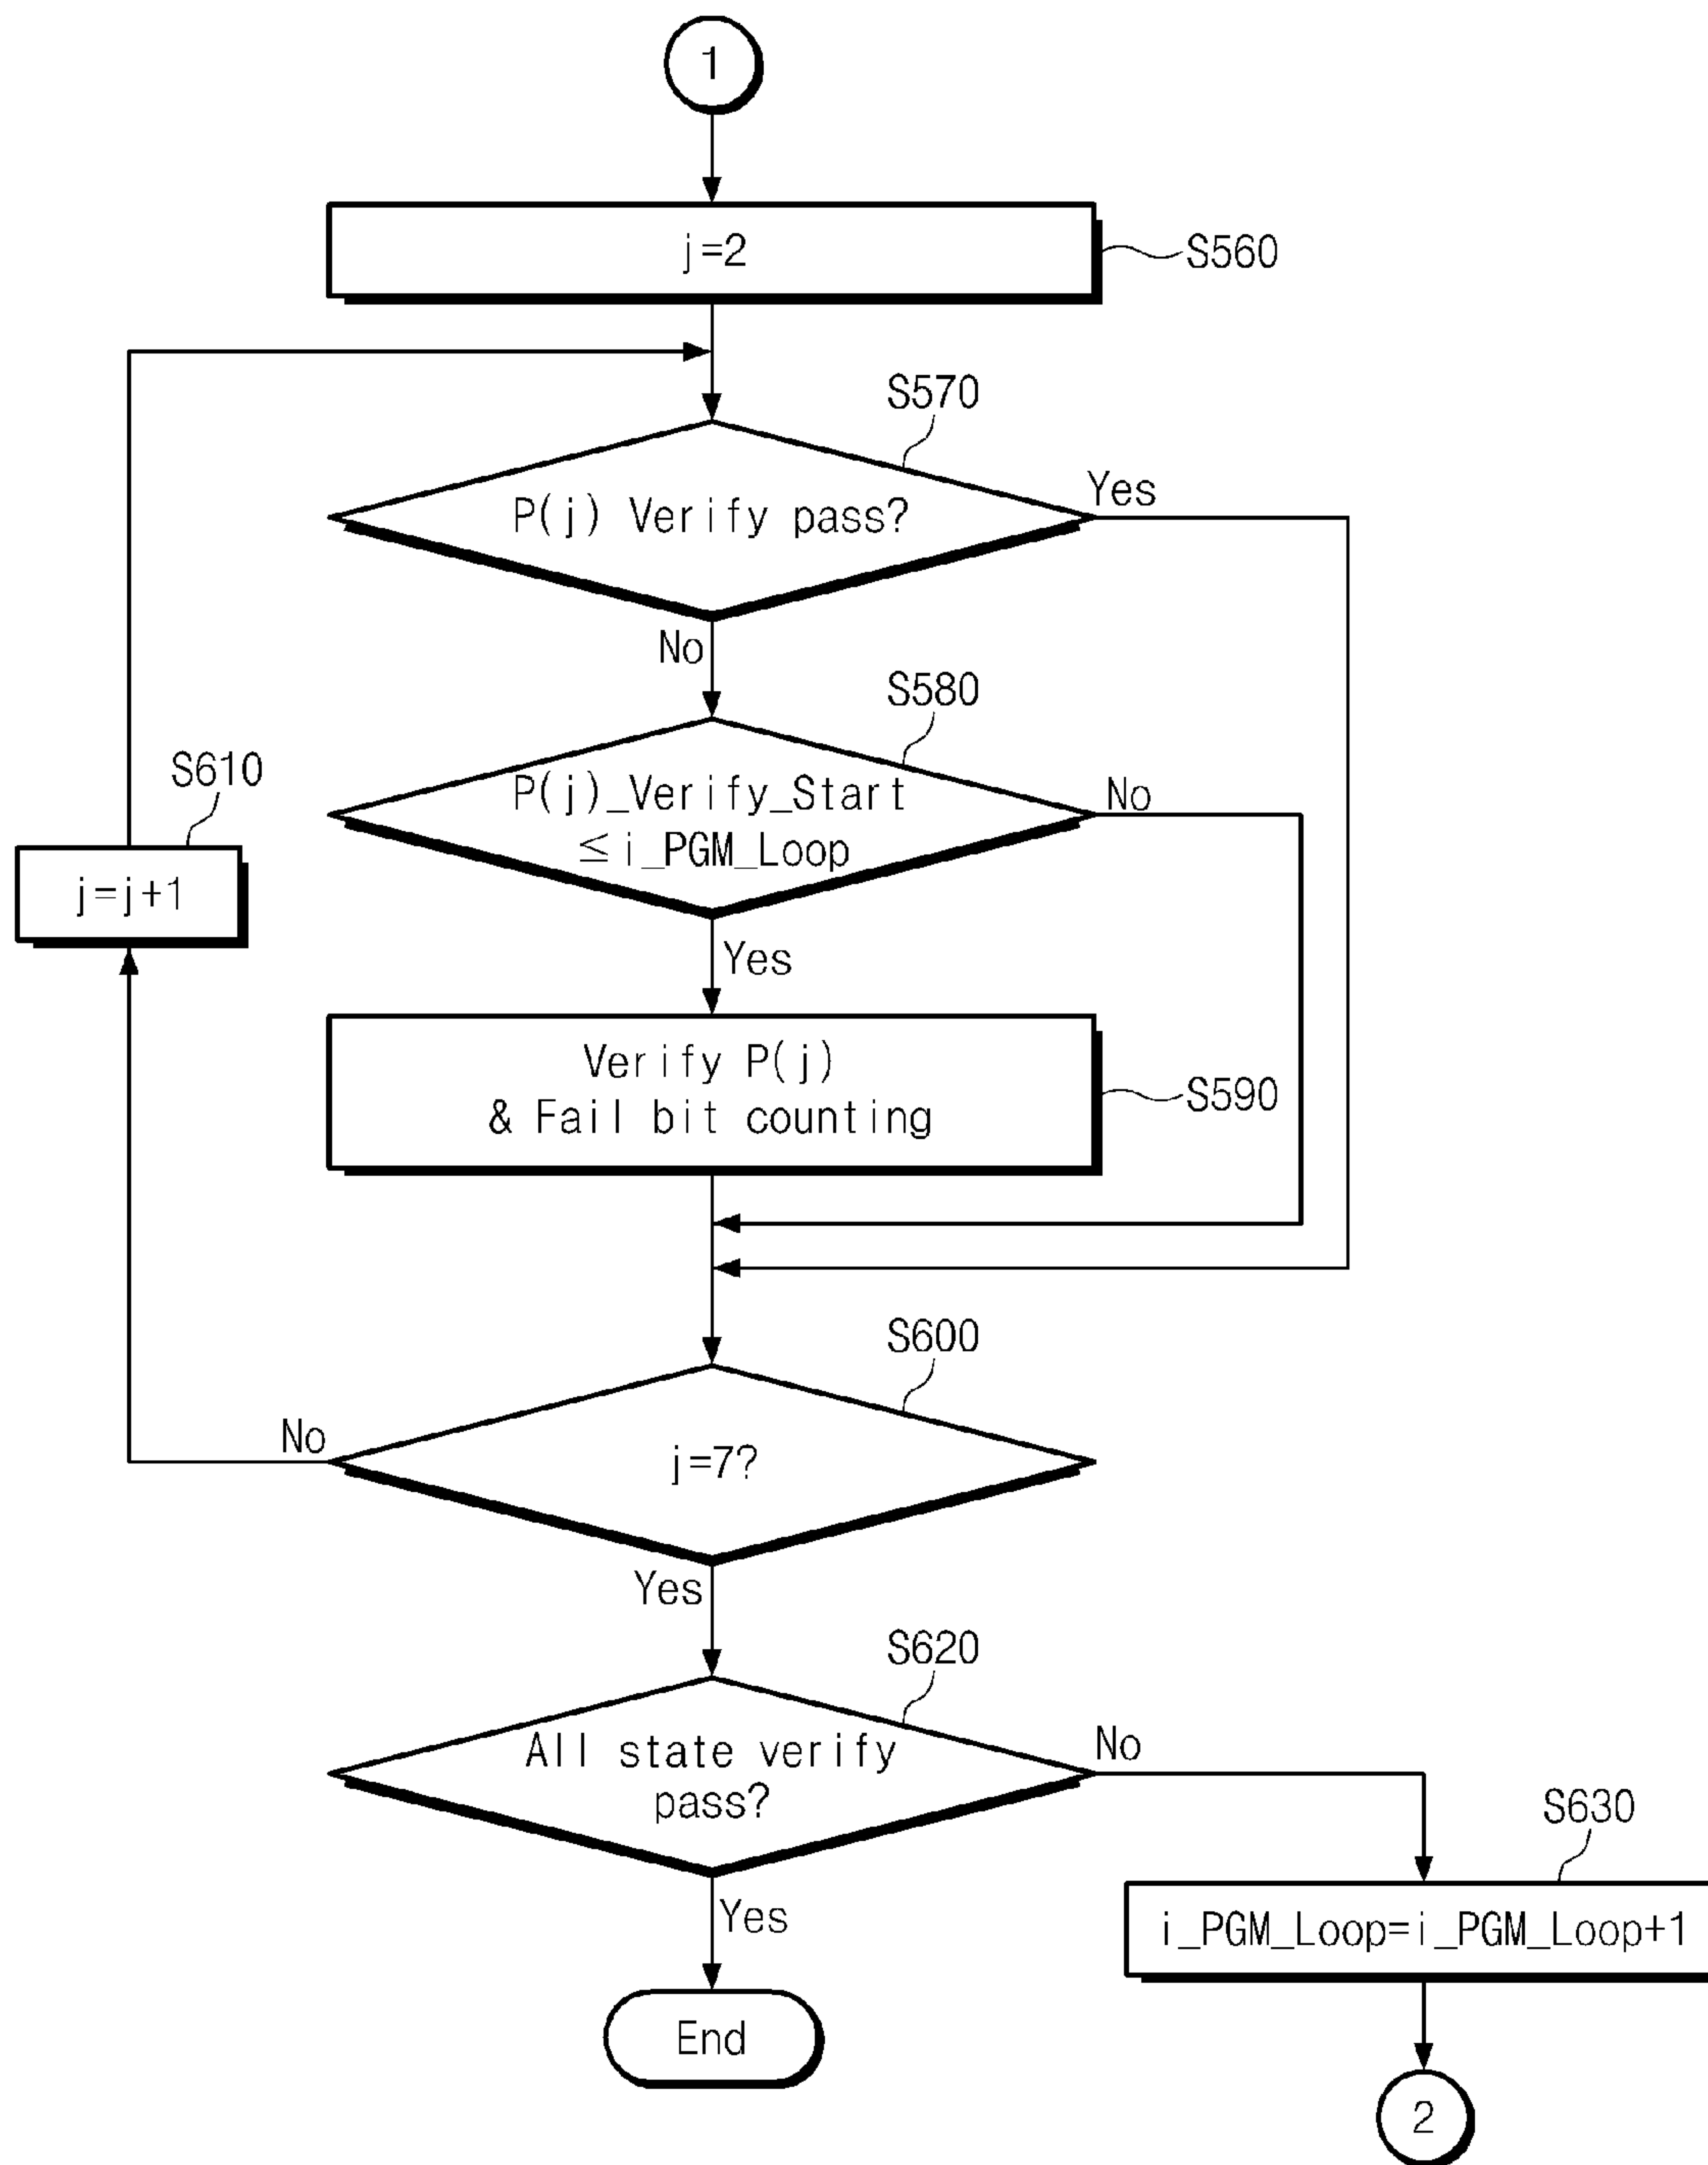 1
j=2
S560
S570
P(j) Verify pass?
Yes
No
S580
P(j)_Verify_Start
≤i_PGM_Loop
No
S610
j=j+1
Yes
Verify P(j)
& Fail bit counting
S590
S600
No
j=7?
Yes
S620
All state verify
pass?
No
S630
i_PGM_Loop=i_PGM_Loop+1
Yes
End
2